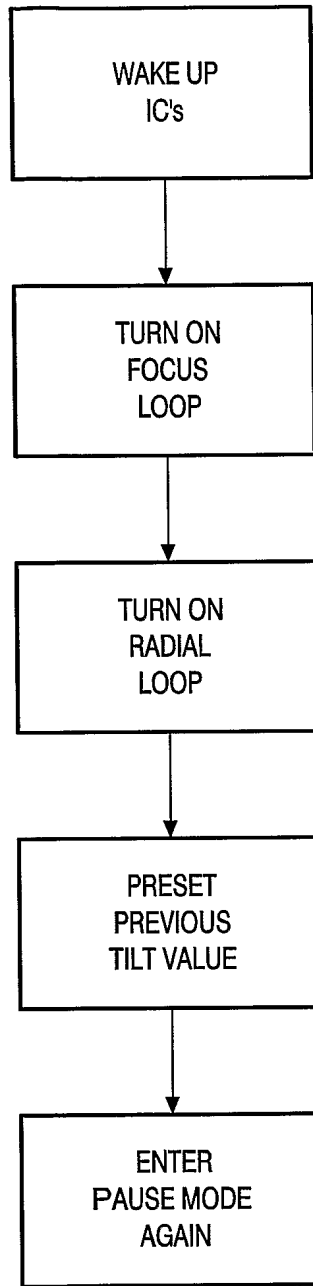 WAKE UP
IC's
TURN ON
FOCUS
LOOP
TURN ON
RADIAL
LOOP
PRESET
PREVIOUS
TILT VALUE
ENTER
PAUSE MODE
AGAIN